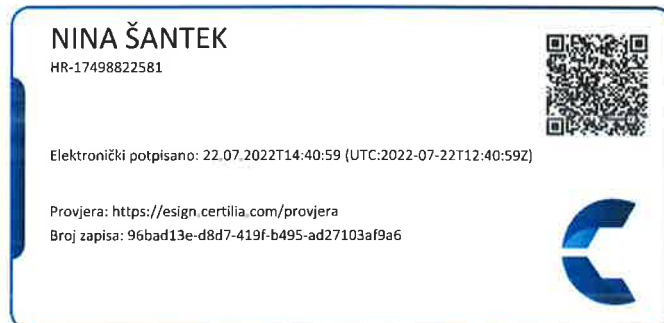 NINA ŠANTEK
HR-17498822581
Elektronički potpisano: 22.07.2022T14:40:59 (UTC:2022-07-22T12:40:59Z)
Provjera: https://esign.certilia.com/provjera
Broj zapisa: 96bad13e-d8d7-419f-b495-ad27103af9a6